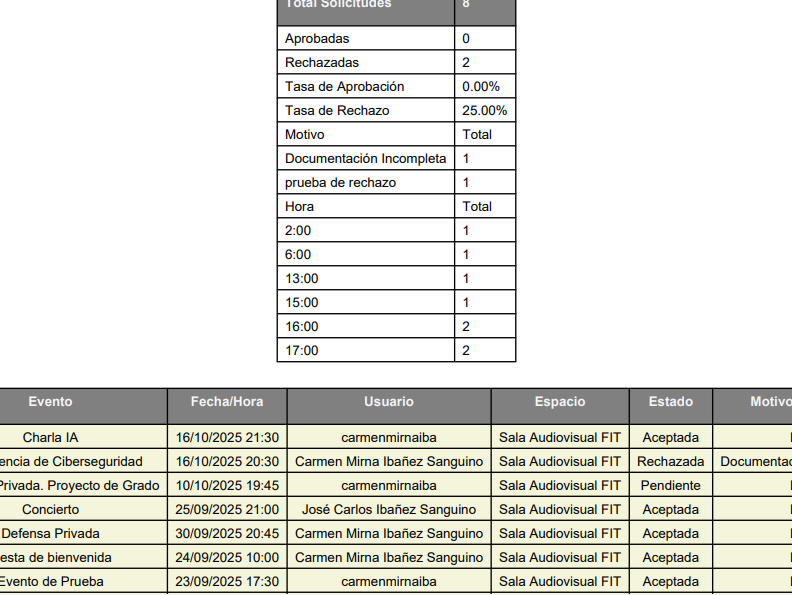 Total Solicitudes 8
Aprobadas 0
Rechazadas 2
Tasa de Aprobación 0.00%
Tasa de Rechazo 25.00%
Motivo Total
Documentación Incompleta 1
prueba de rechazo 1
Hora Total
2:00 1
6:00 1
13:00 1
15:00 1
16:00 2
17:00 2
Evento Fecha/Hora Usuario Espacio Estado Motivo
Charla IA 16/10/2025 21:30 carmenmirnaiba Sala Audiovisual FIT Aceptada
encia de Ciberseguridad 16/10/2025 20:30 Carmen Mirna Ibañez Sanguino Sala Audiovisual FIT Rechazada Documentac
Privada. Proyecto de Grado 10/10/2025 19:45 carmenmirnaiba Sala Audiovisual FIT Pendiente
Concierto 25/09/2025 21:00 José Carlos Ibañez Sanguino Sala Audiovisual FIT Aceptada
Defensa Privada 30/09/2025 20:45 Carmen Mirna Ibañez Sanguino Sala Audiovisual FIT Aceptada
esta de bienvenida 24/09/2025 10:00 Carmen Mirna Ibañez Sanguino Sala Audiovisual FIT Aceptada
Evento de Prueba 23/09/2025 17:30 carmenmirnaiba Sala Audiovisual FIT Aceptada